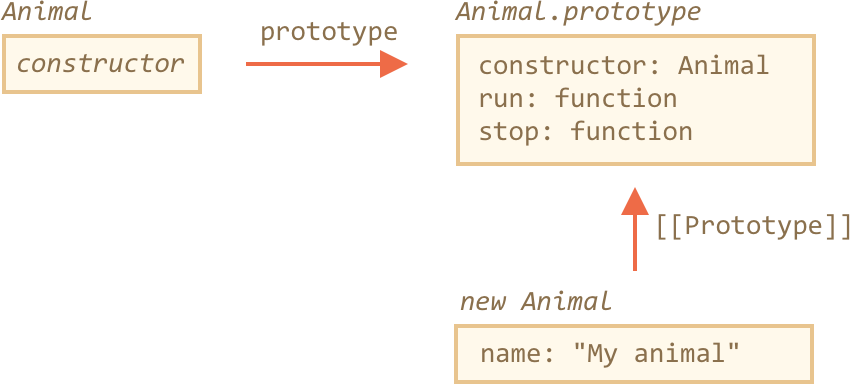 Animal
constructor
prototype
Animal.prototype
constructor: Animal
run: function
stop: function
[[Prototype]]
new Animal
name: "My animal"